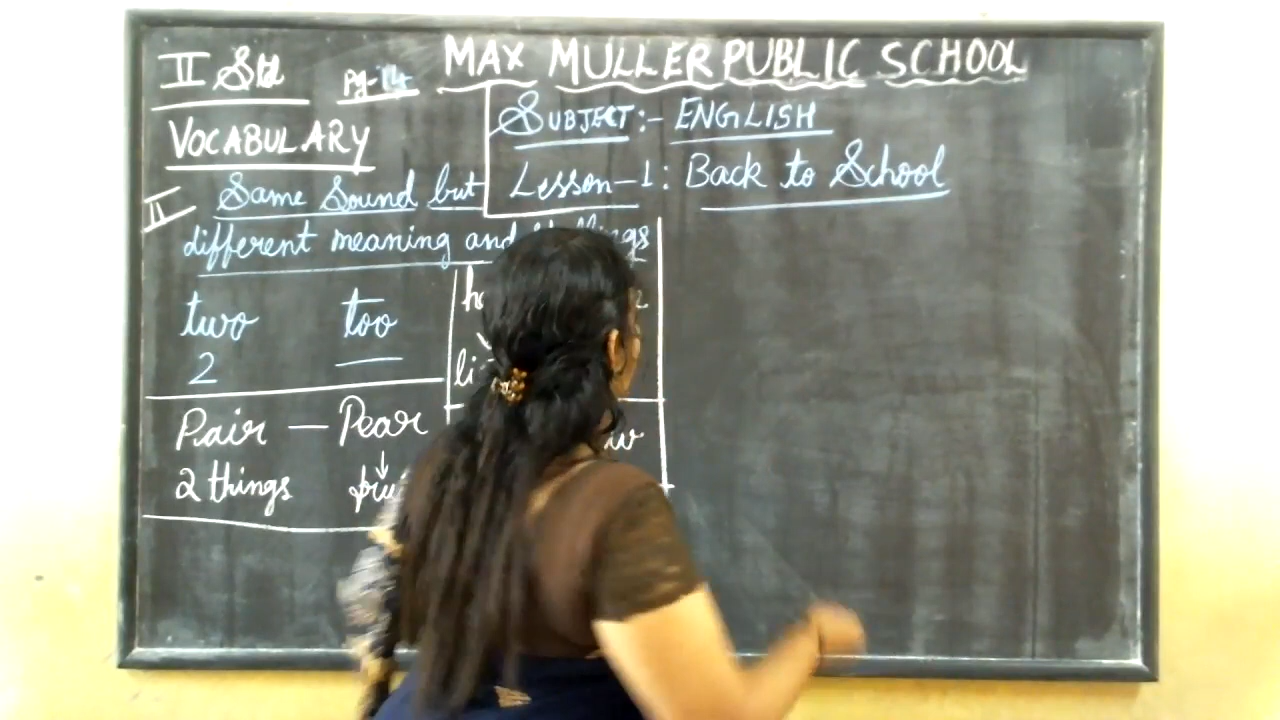 II Std pg-14 MAX MULLER PUBLIC SCHOOL
VOCABULARY
SUBJECT:- ENGLISH
Lesson-1: Back to School
II Same Sound but
different meaning and
two too
2
Pair - Pear
2 things